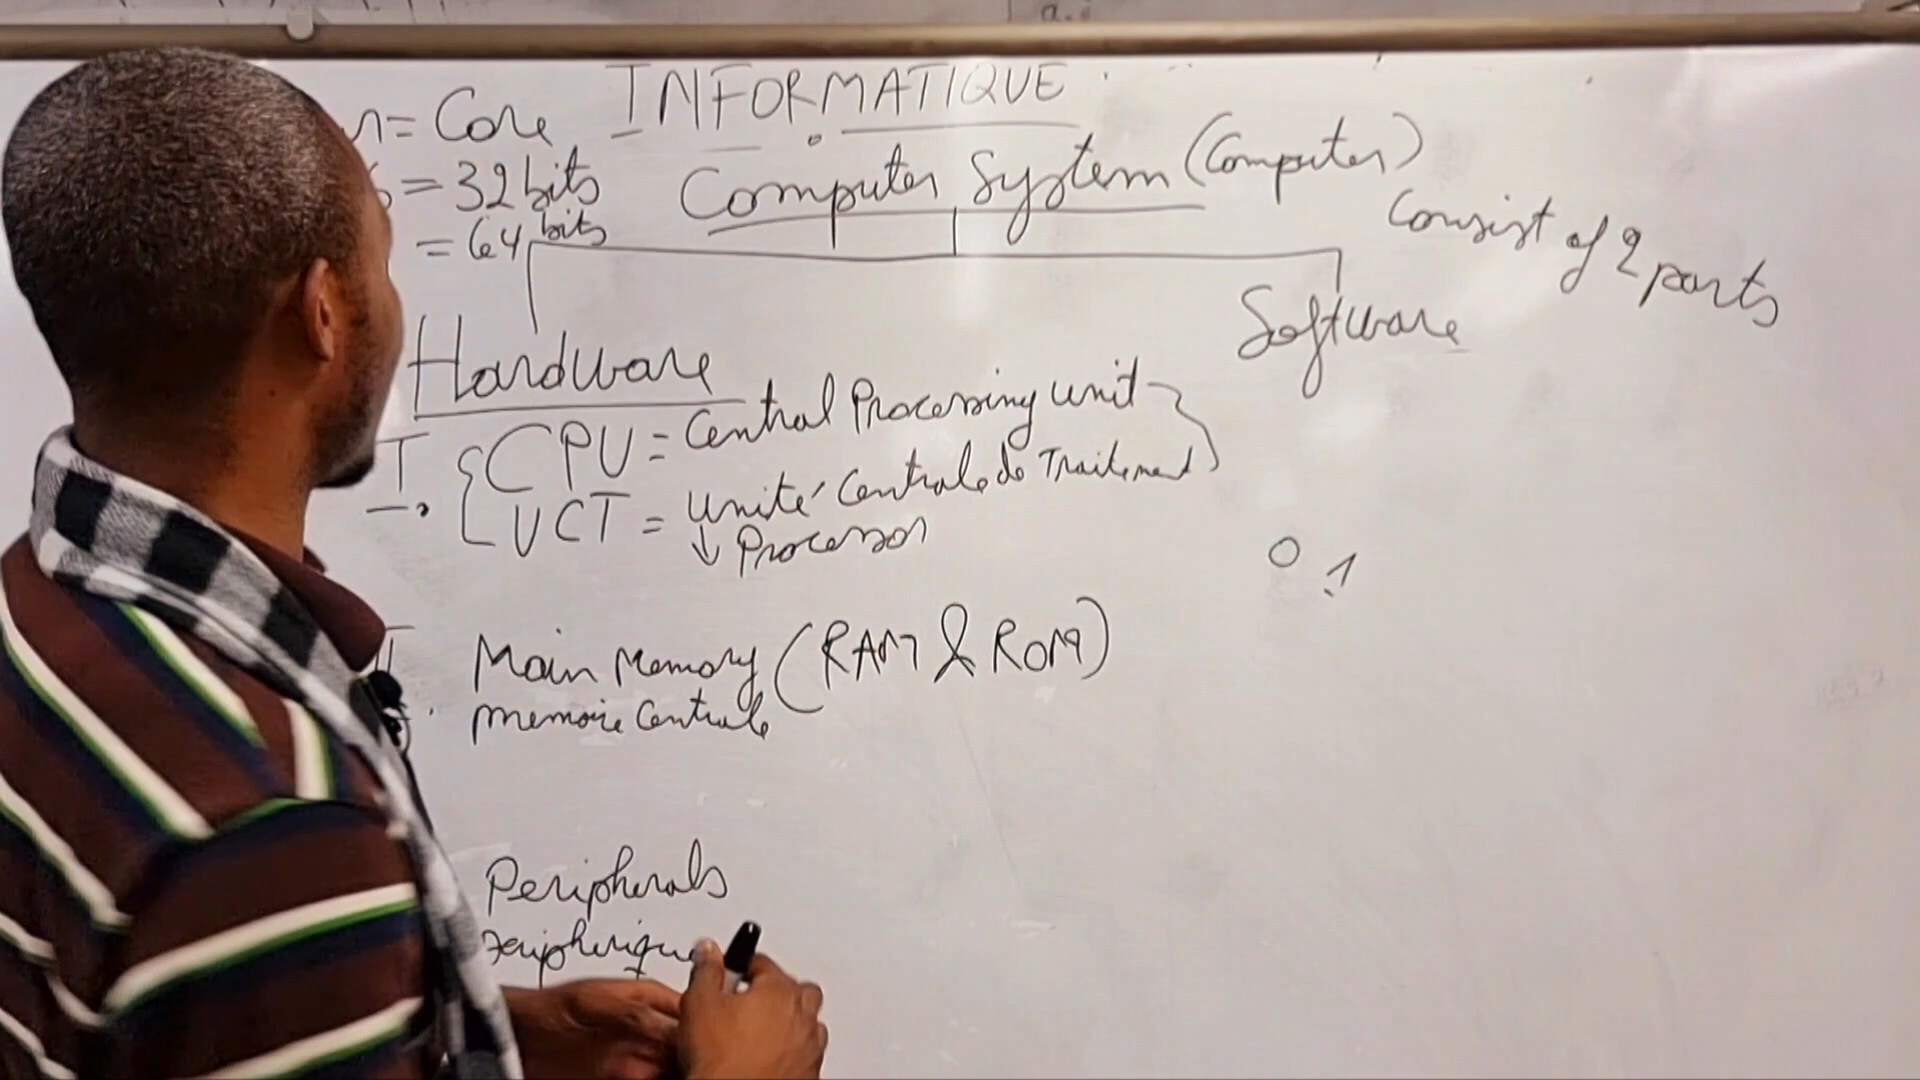 INFORMATIQUE
n = Core
= 32 bits
= 64 bits
Computer System (Computer)
Consist of 2 parts
Hardware
Software
I. CPU = Central Processing unit
UCT = Unité Centrale de Traitement
↓ Processor
0 1
Main Memory (RAM & ROM)
Memoire Centrale
Peripherals